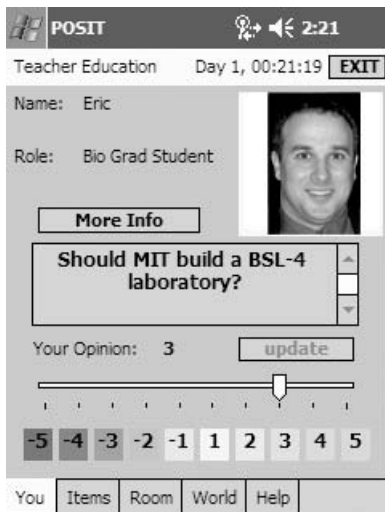 POSIT 2:21
Teacher Education Day 1, 00:21:19 EXIT
Name: Eric
Role: Bio Grad Student
More Info
Should MIT build a BSL-4
laboratory?
Your Opinion: 3 update
-5 -4 -3 -2 -1 1 2 3 4 5
You Items Room World Help